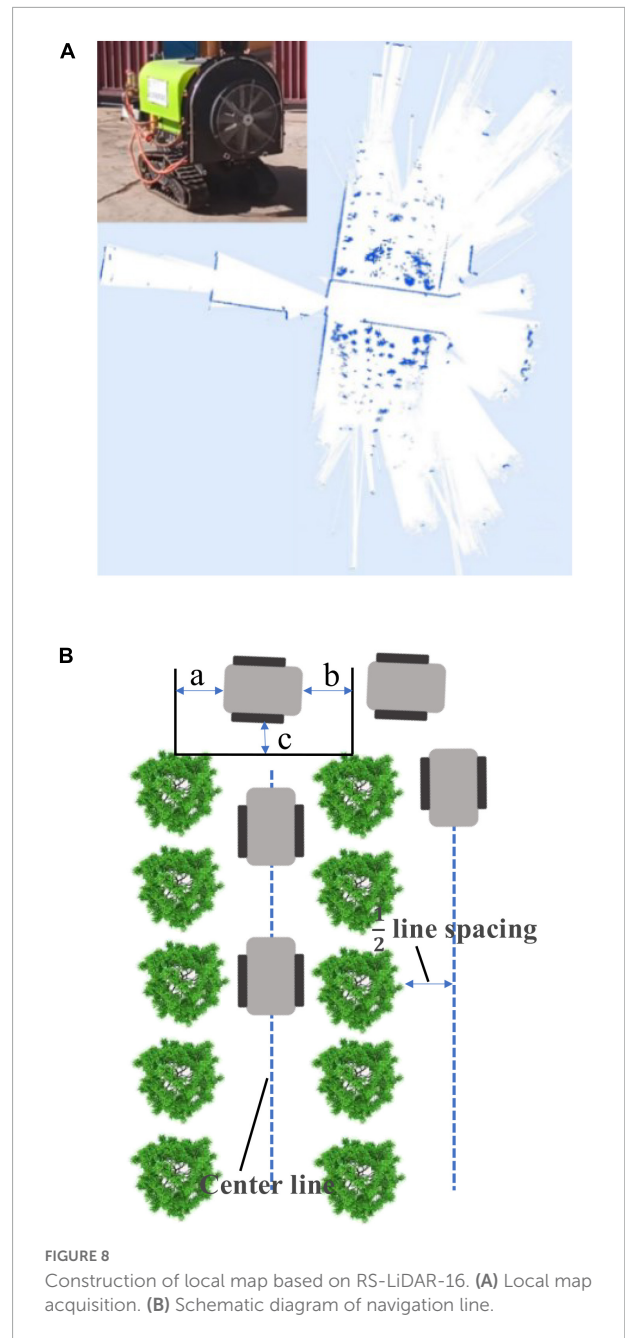 A
B
a
b
c
1/2 line spacing
Center line
FIGURE 8
Construction of local map based on RS-LiDAR-16. (A) Local map
acquisition. (B) Schematic diagram of navigation line.